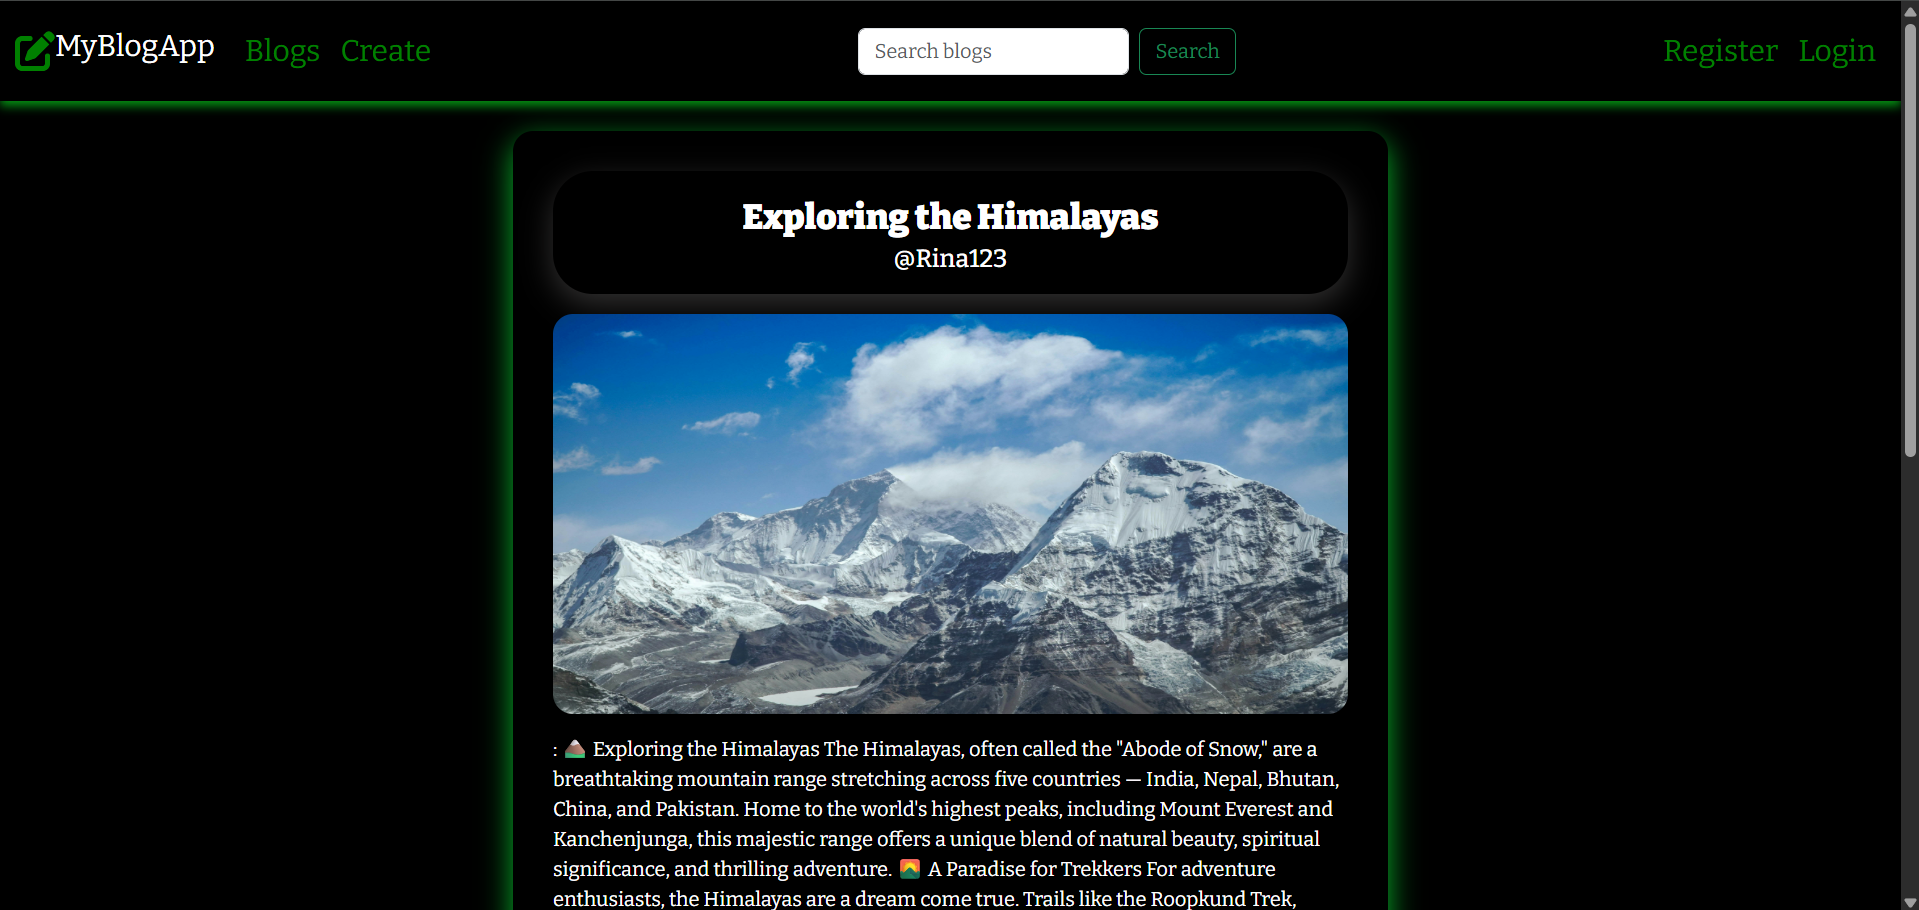 MyBlogApp Blogs Create Search blogs Search Register Login
Exploring the Himalayas
@Rina123
: 🏔️ Exploring the Himalayas The Himalayas, often called the "Abode of Snow," are a
breathtaking mountain range stretching across five countries — India, Nepal, Bhutan,
China, and Pakistan. Home to the world's highest peaks, including Mount Everest and
Kanchenjunga, this majestic range offers a unique blend of natural beauty, spiritual
significance, and thrilling adventure. 🌄 A Paradise for Trekkers For adventure
enthusiasts, the Himalayas are a dream come true. Trails like the Roopkund Trek,